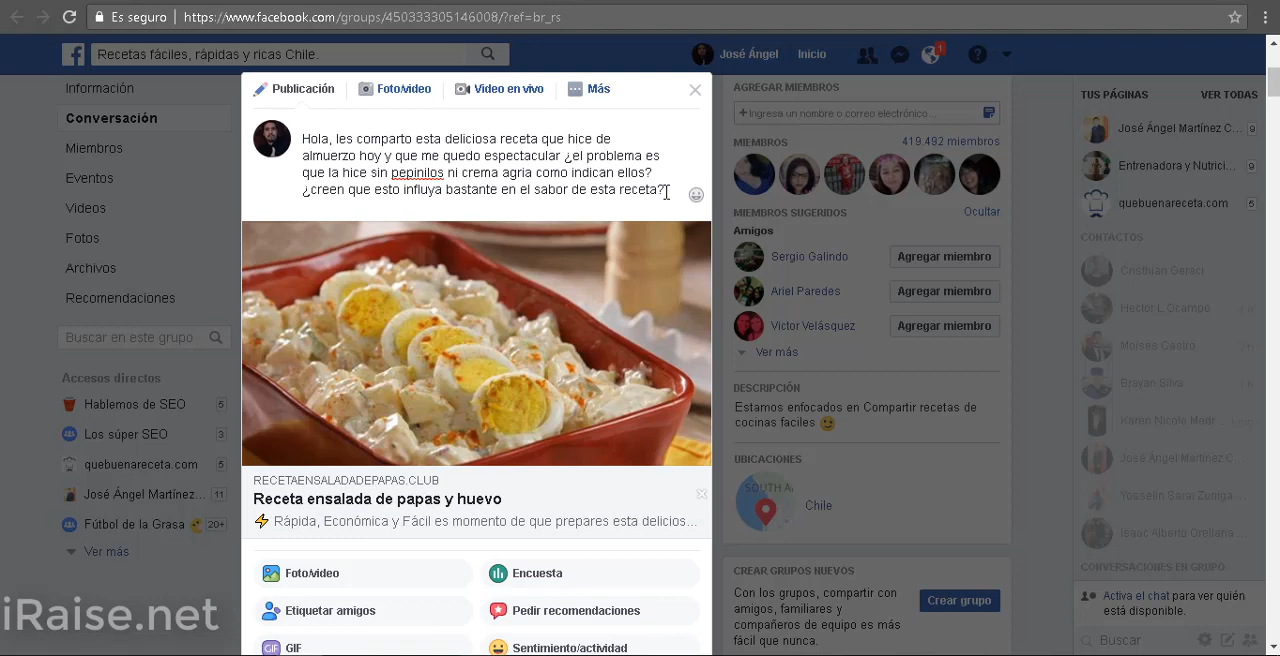 Es seguro
https://www.facebook.com/groups/450333305146008/?ref=br_rs
Recetas fáciles, rápidas y ricas Chile.
José Ángel
Inicio
1
Información
Conversación
Miembros
Eventos
Videos
Fotos
Archivos
Recomendaciones
Buscar en este grupo
Accesos directos
Hablemos de SEO 5
Los súper SEO 3
quebuenareceta.com 5
José Ángel Martínez... 11
Fútbol de la Grasa 20+
Ver más
Publicación
Foto/video
Video en vivo
Más
Hola, les comparto esta deliciosa receta que hice de
almuerzo hoy y que me quedo espectacular ¿el problema es
que la hice sin pepinilos ni crema agria como indican ellos?
¿creen que esto influya bastante en el sabor de esta receta?
RECETAENSALADADEPAPAS.CLUB
Receta ensalada de papas y huevo
Rápida, Económica y Fácil es momento de que prepares esta delicios...
Foto/video
Encuesta
Etiquetar amigos
Pedir recomendaciones
GIF
Sentimiento/actividad
AGREGAR MIEMBROS
+ Ingresa un nombre o correo electrónico...
MIEMBROS 419.492 miembros
MIEMBROS SUGERIDOS Ocultar
Amigos
Sergio Galindo Agregar miembro
Ariel Paredes Agregar miembro
Victor Velásquez Agregar miembro
Ver más
DESCRIPCIÓN
Estamos enfocados en Compartir recetas de
cocinas faciles
UBICACIONES
SOUTH A
Chile
CREAR GRUPOS NUEVOS
Con los grupos, compartir con
amigos, familiares y
compañeros de equipo es más
fácil que nunca.
Crear grupo
TUS PÁGINAS VER TODAS
José Ángel Martínez C... 9
Entrenadora y Nutrici... 9
quebuenareceta.com 5
CONTACTOS
Cristhian Geraci
Hector L Ocampo
Moises Castro
Brayan Silva
Karen Nicole Madr...
José Ángel Martínez C...
Yosselin Sarai Zuniga...
Isaac Alberto Orellana...
CONVERSACIONES EN GRUPO
Activa el chat para ver quién
está disponible.
Buscar
iRaise.net